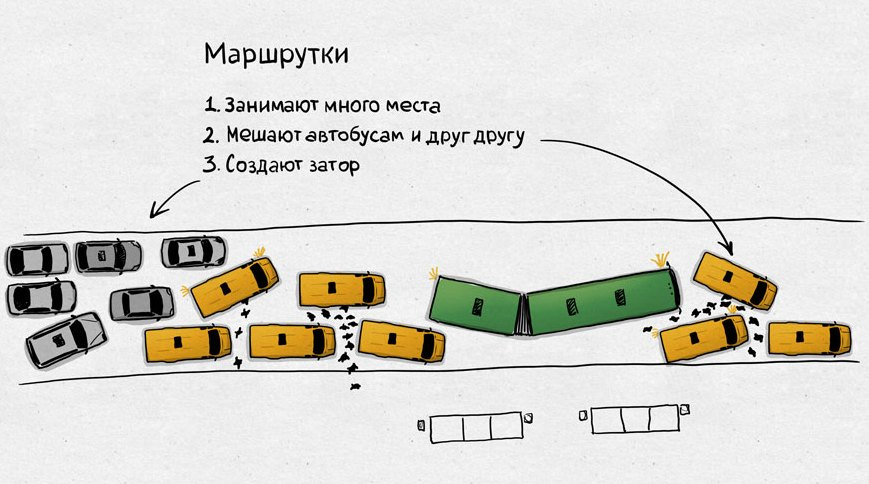 Маршрутки
1. Занимают много места
2. Мешают автобусам и друг другу
3. Создают затор